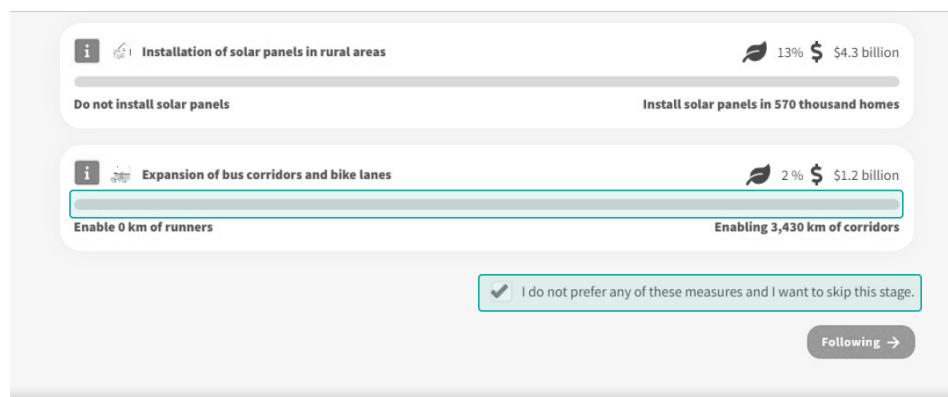 i Installation of solar panels in rural areas 13% $ $4.3 billion
Do not install solar panels Install solar panels in 570 thousand homes
i Expansion of bus corridors and bike lanes 2 % $ $1.2 billion
Enable 0 km of runners Enabling 3,430 km of corridors
I do not prefer any of these measures and I want to skip this stage.
Following →